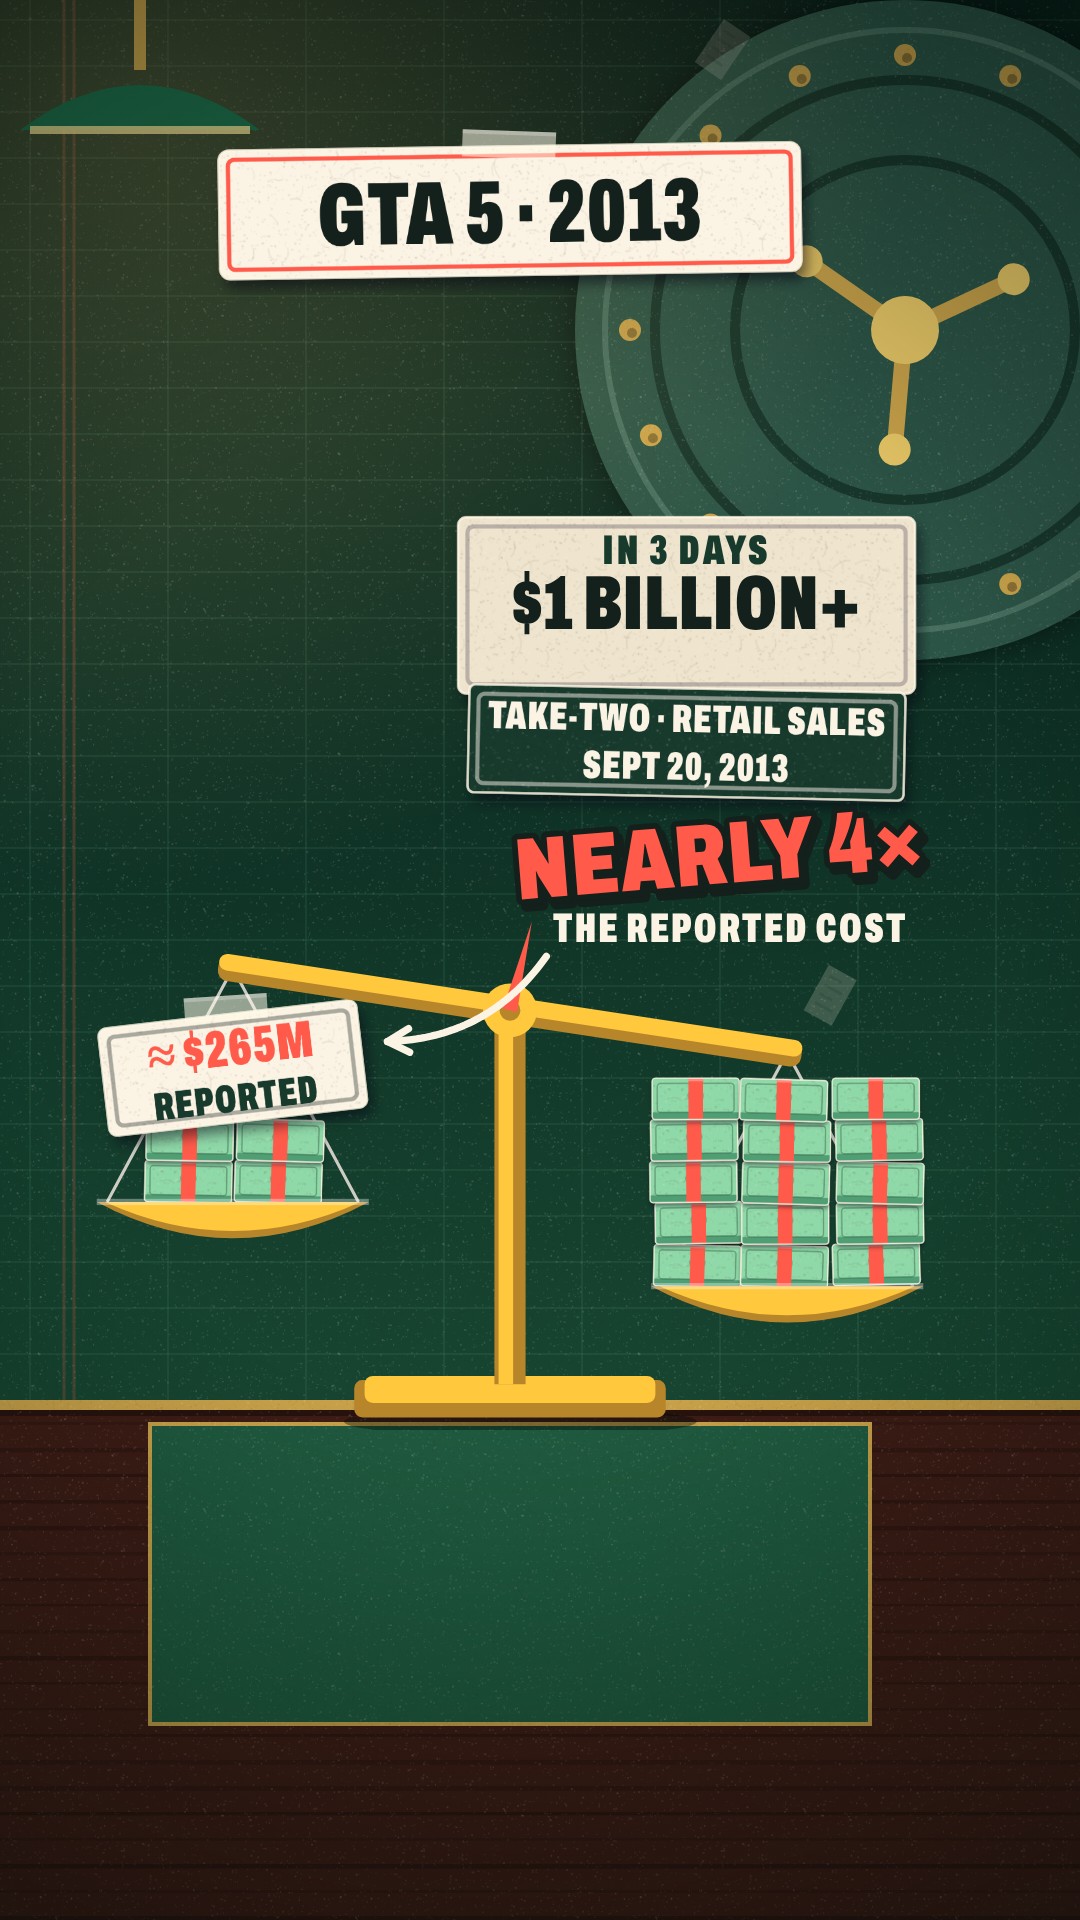 GTA 5 · 2013
IN 3 DAYS
$1 BILLION+
TAKE-TWO · RETAIL SALES
SEPT 20, 2013
NEARLY 4×
THE REPORTED COST
≈ $265M
REPORTED